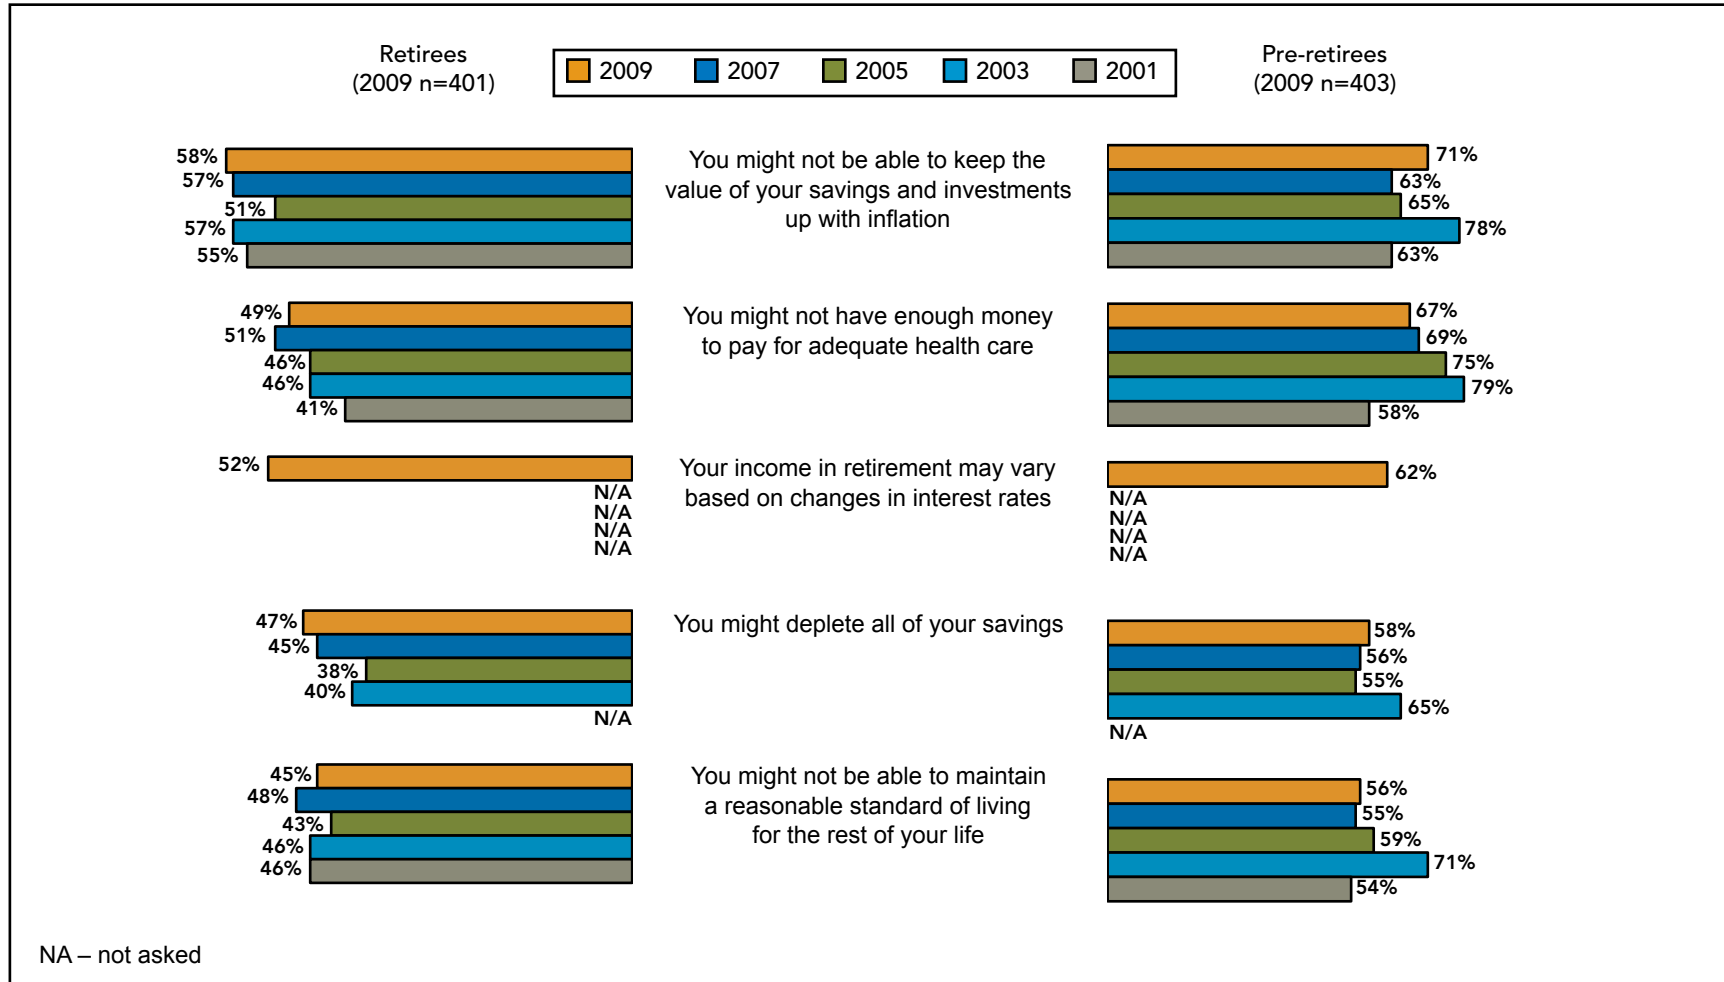 Retirees
(2009 n=401)
2009 2007 2005 2003 2001
Pre-retirees
(2009 n=403)
58%
57%
51%
57%
55%
You might not be able to keep the
value of your savings and investments
up with inflation
71%
63%
65%
78%
63%
49%
51%
46%
46%
41%
You might not have enough money
to pay for adequate health care
67%
69%
75%
79%
58%
52%
N/A
N/A
N/A
N/A
Your income in retirement may vary
based on changes in interest rates
62%
N/A
N/A
N/A
N/A
47%
45%
38%
40%
N/A
You might deplete all of your savings
58%
56%
55%
65%
N/A
45%
48%
43%
46%
46%
You might not be able to maintain
a reasonable standard of living
for the rest of your life
56%
55%
59%
71%
54%
NA – not asked